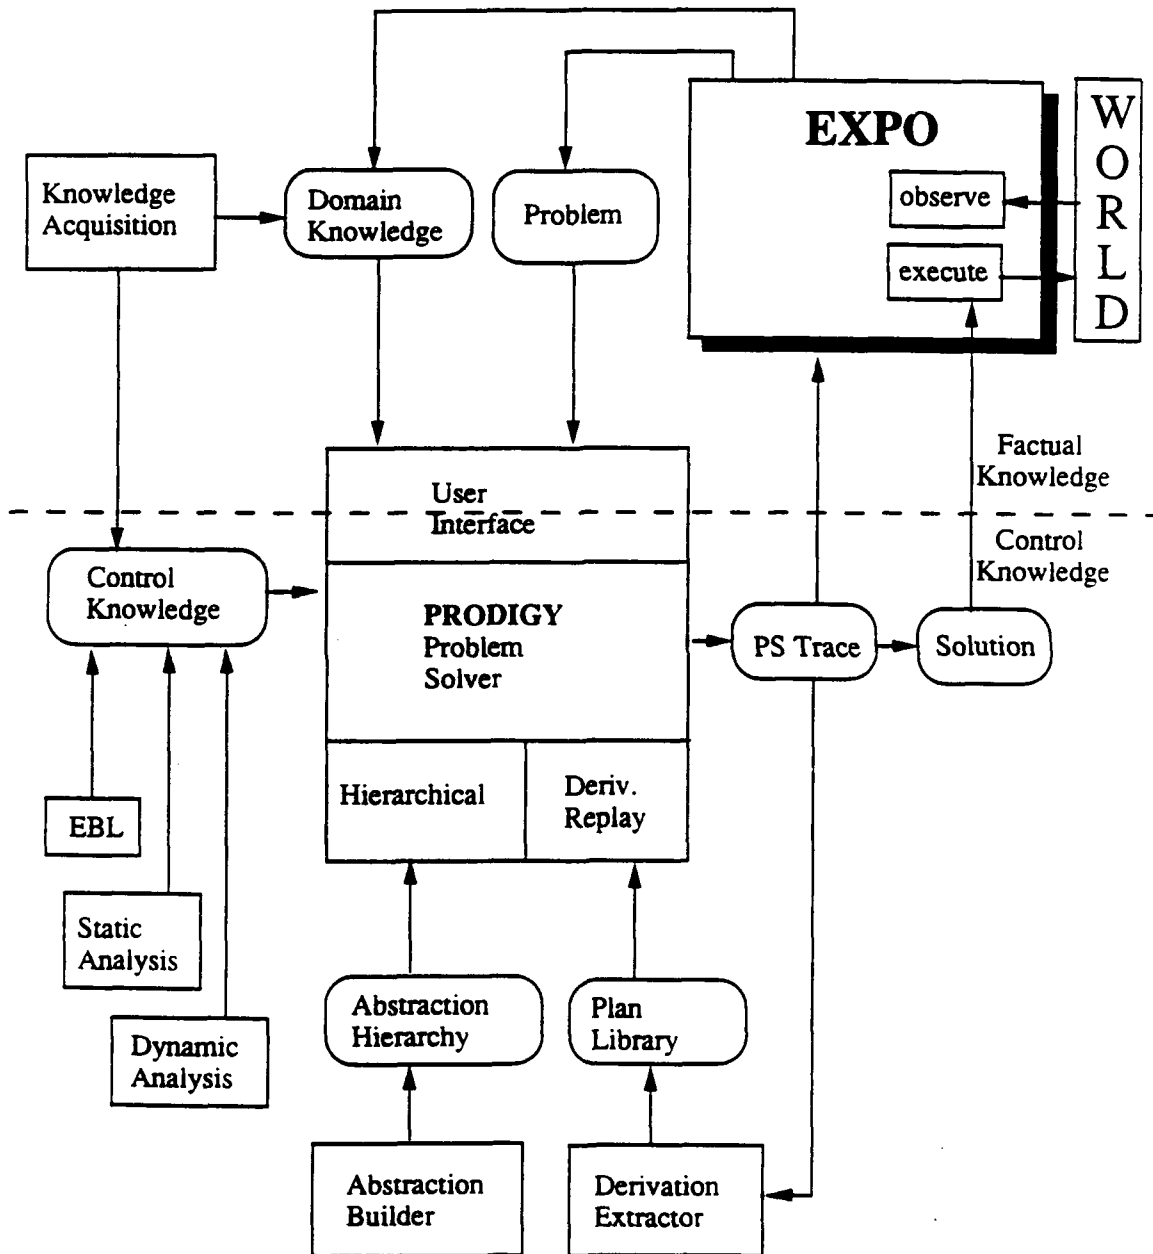 EXPO
WORLD
observe
execute
Knowledge
Acquisition
Domain
Knowledge
Problem
Factual
Knowledge
User
Interface
Control
Knowledge
Control
Knowledge
PRODIGY
Problem
Solver
PS Trace
Solution
Hierarchical
Deriv.
Replay
EBL
Static
Analysis
Dynamic
Analysis
Abstraction
Hierarchy
Plan
Library
Abstraction
Builder
Derivation
Extractor